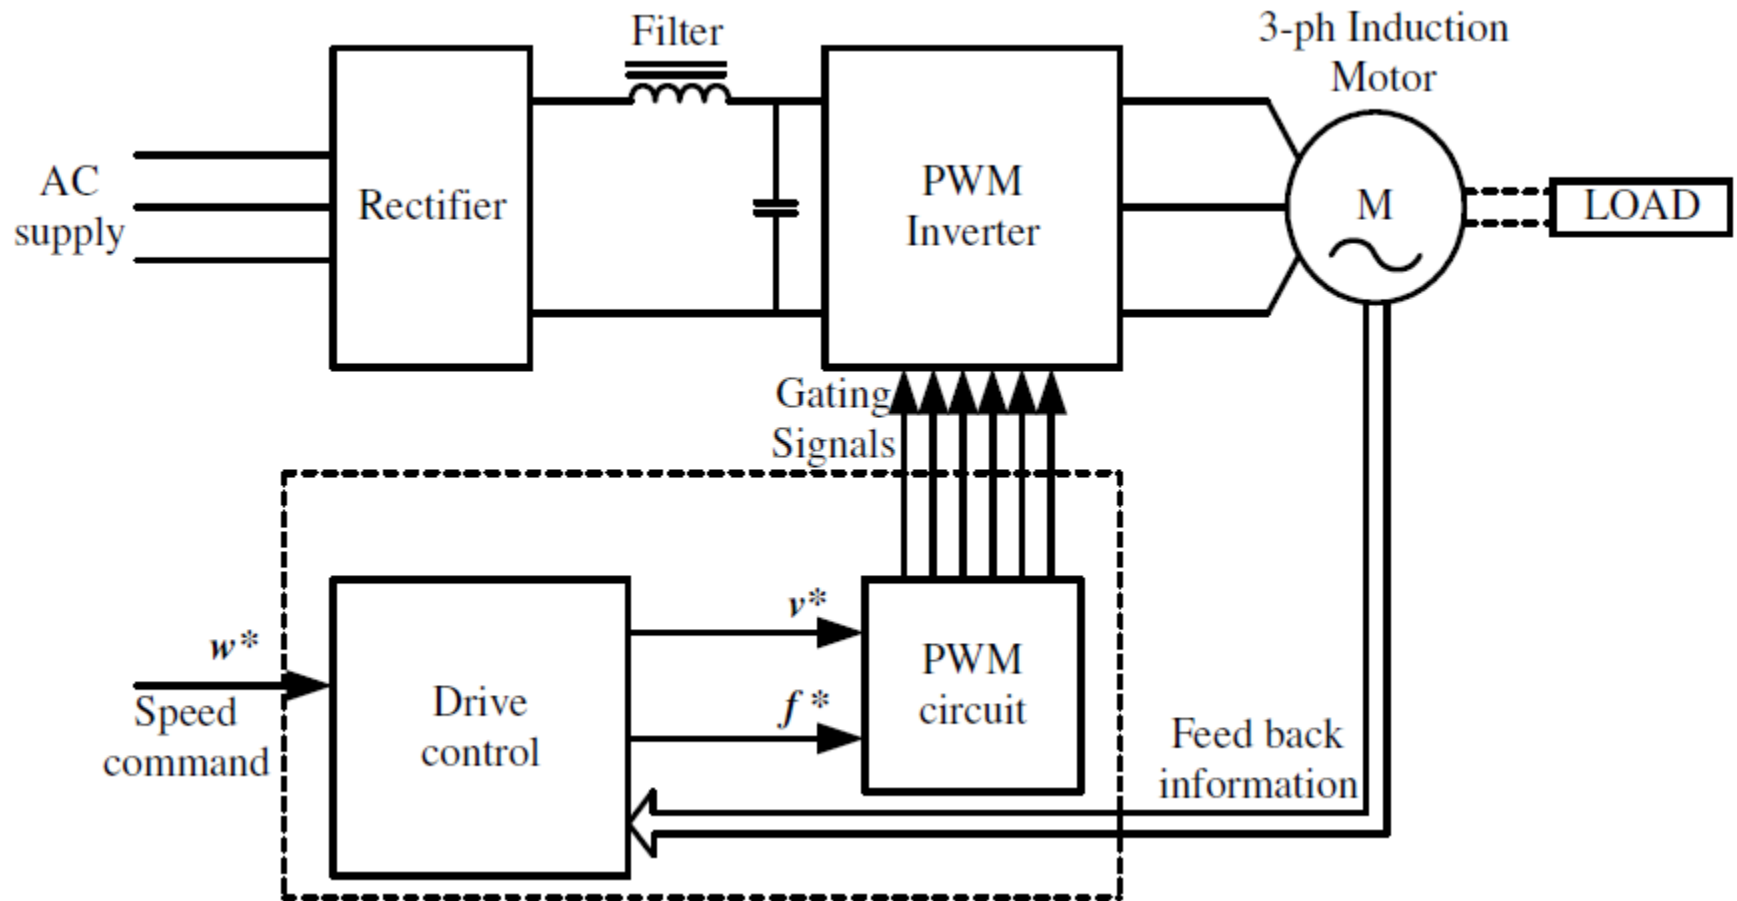 Filter
3-ph Induction
Motor
AC
supply
Rectifier
PWM
Inverter
M
LOAD
Gating
Signals
w*
Speed
command
Drive
control
v*
f*
PWM
circuit
Feed back
information